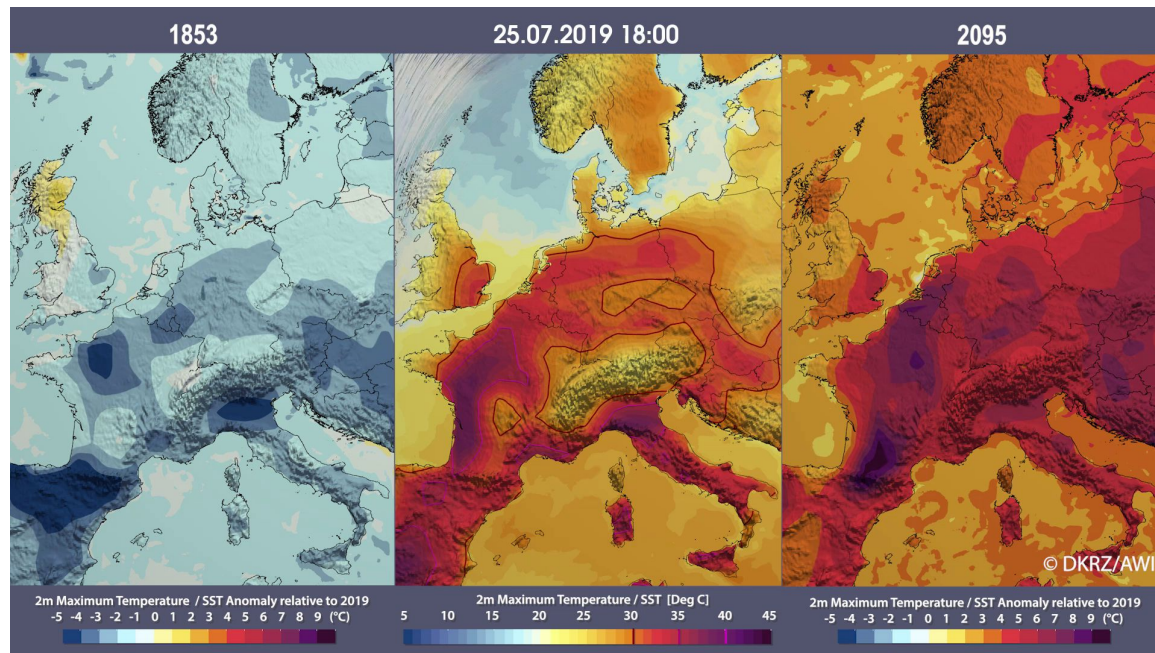 1853
25.07.2019 18:00
2095
© DKRZ/AWI
2m Maximum Temperature / SST Anomaly relative to 2019
-5 -4 -3 -2 -1 0 1 2 3 4 5 6 7 8 9 (°C)
2m Maximum Temperature / SST [Deg C]
5 10 15 20 25 30 35 40 45
2m Maximum Temperature / SST Anomaly relative to 2019
-5 -4 -3 -2 -1 0 1 2 3 4 5 6 7 8 9 (°C)